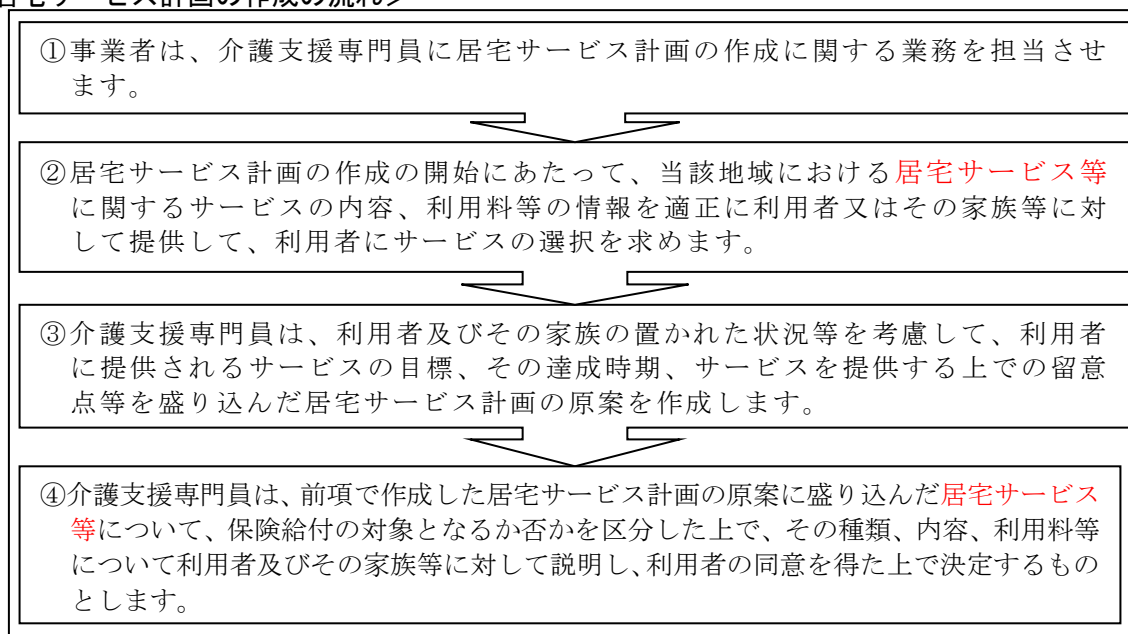 宅サービス計画の作成の流れ＞
①事業者は、介護支援専門員に居宅サービス計画の作成に関する業務を担当させ
ます。
②居宅サービス計画の作成の開始にあたって、当該地域における居宅サービス等
に関するサービスの内容、利用料等の情報を適正に利用者又はその家族等に対
して提供して、利用者にサービスの選択を求めます。
③介護支援専門員は、利用者及びその家族の置かれた状況等を考慮して、利用者
に提供されるサービスの目標、その達成時期、サービスを提供する上での留意
点等を盛り込んだ居宅サービス計画の原案を作成します。
④介護支援専門員は、前項で作成した居宅サービス計画の原案に盛り込んだ居宅サービス
等について、保険給付の対象となるか否かを区分した上で、その種類、内容、利用料等
について利用者及びその家族等に対して説明し、利用者の同意を得た上で決定するもの
とします。